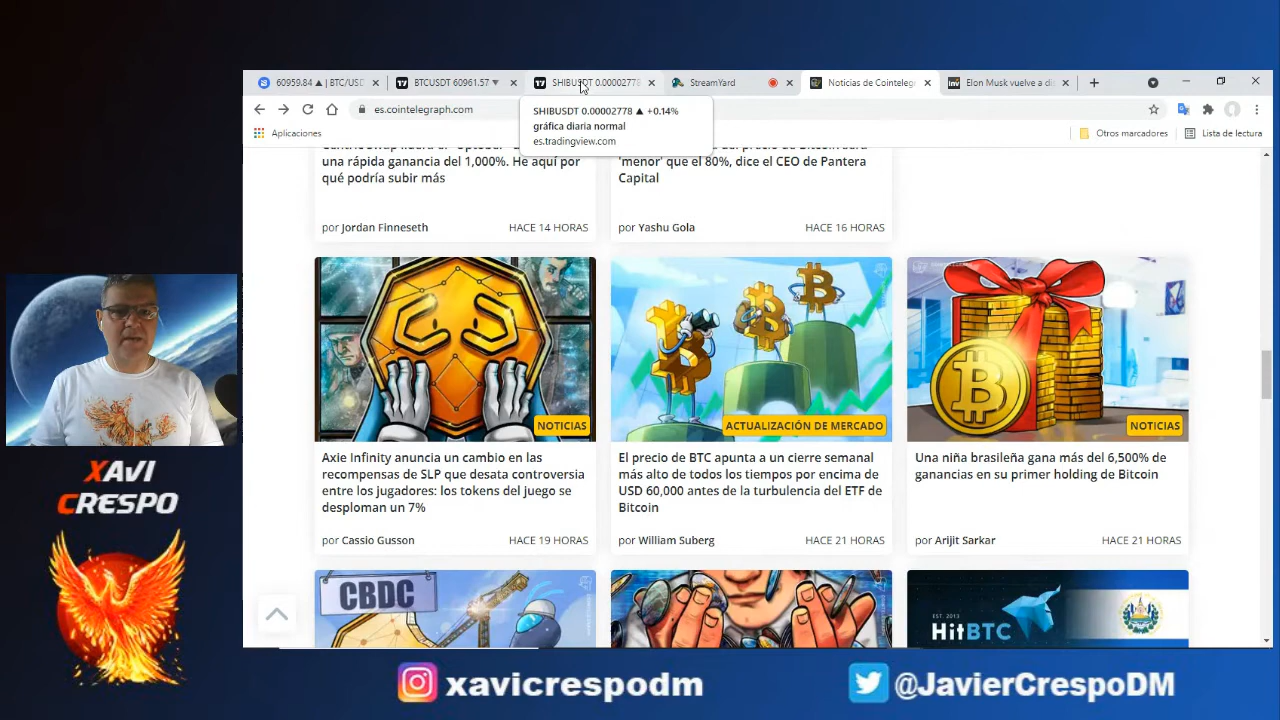 60959.84 ▲ | BTC/USD
BTCUSDT 60961.57 ▼
SHIBUSDT 0.00002778
StreamYard
Noticias de Cointeleg
Elon Musk vuelve a di
es.cointelegraph.com
SHIBUSDT 0.00002778 ▲ +0.14%
gráfica diaria normal
es.tradingview.com
Aplicaciones
Otros marcadores
Lista de lectura
una rápida ganancia del 1,000%. He aquí por
qué podría subir más
por Jordan Finneseth
HACE 14 HORAS
'menor' que el 80%, dice el CEO de Pantera
Capital
por Yashu Gola
HACE 16 HORAS
NOTICIAS
Axie Infinity anuncia un cambio en las
recompensas de SLP que desata controversia
entre los jugadores: los tokens del juego se
desploman un 7%
por Cassio Gusson
HACE 19 HORAS
ACTUALIZACIÓN DE MERCADO
El precio de BTC apunta a un cierre semanal
más alto de todos los tiempos por encima de
USD 60,000 antes de la turbulencia del ETF de
Bitcoin
por William Suberg
HACE 21 HORAS
NOTICIAS
Una niña brasileña gana más del 6,500% de
ganancias en su primer holding de Bitcoin
por Arijit Sarkar
HACE 21 HORAS
CBDC
EST. 2013
HitBTC
XAVI
CRESPO
xavicrespodm
@JavierCrespoDM